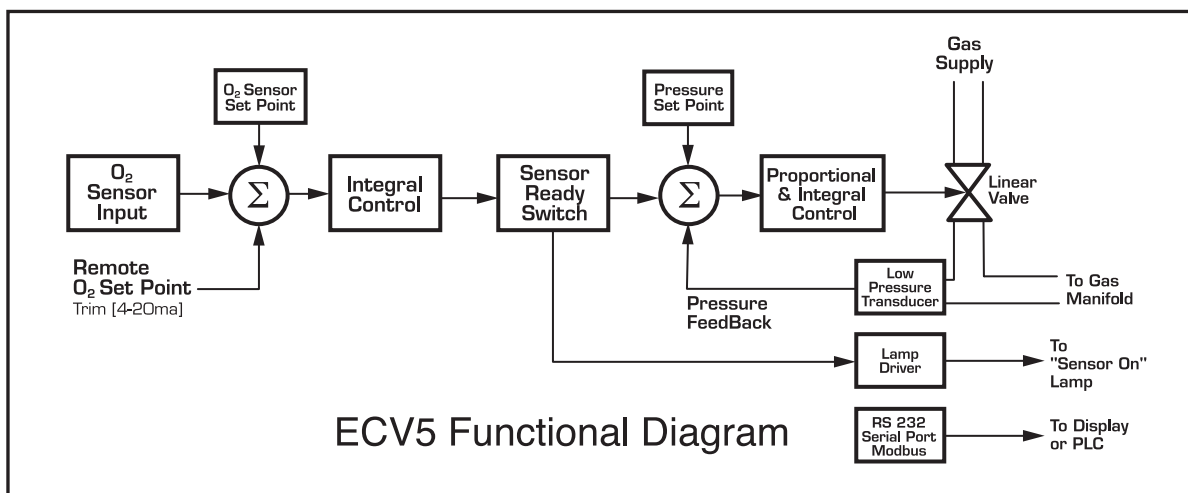 Gas
Supply
O₂ Sensor
Set Point
Pressure
Set Point
O₂
Sensor
Input
Σ
Integral
Control
Sensor
Ready
Switch
Σ
Proportional
& Integral
Control
Linear
Valve
Remote
O₂ Set Point
Trim [4-20ma]
Pressure
FeedBack
Low
Pressure
Transducer
To Gas
Manifold
Lamp
Driver
To
"Sensor On"
Lamp
ECV5 Functional Diagram
RS 232
Serial Port
Modbus
To Display
or PLC